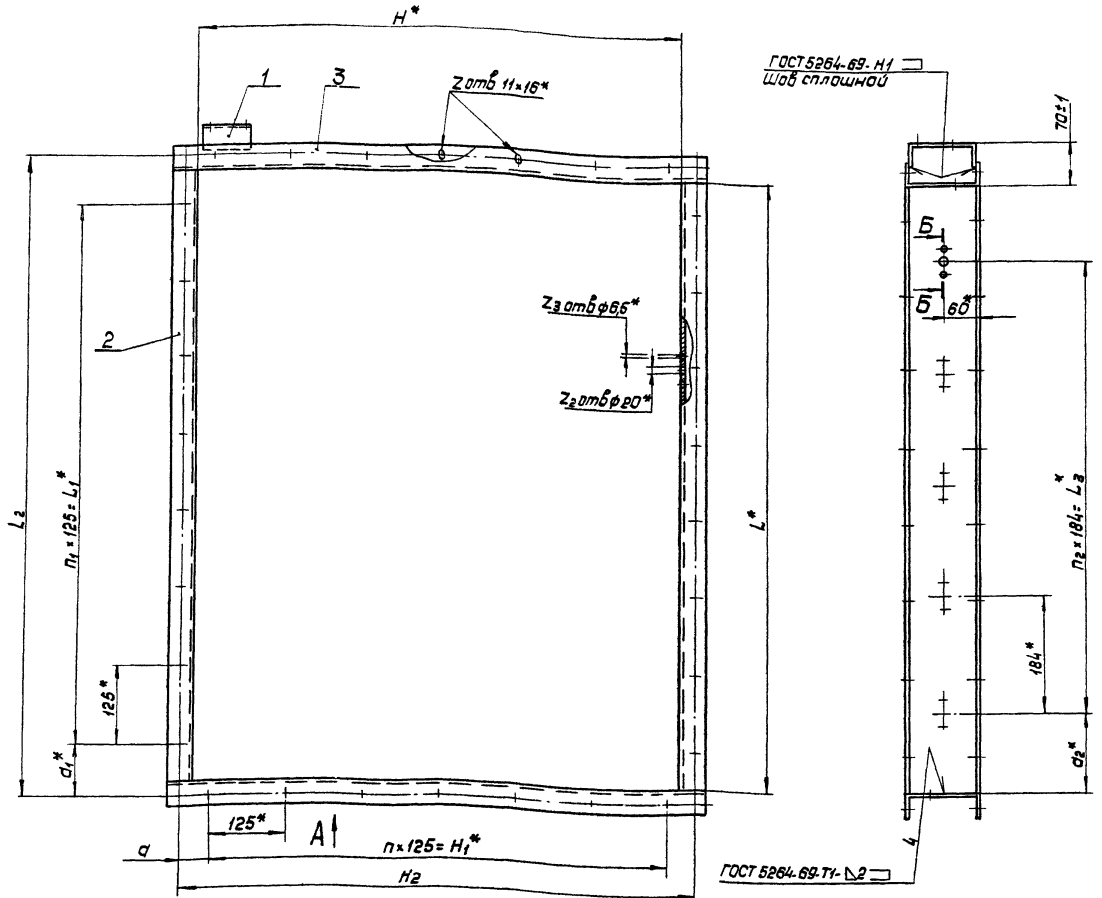 H*
1
3
Z отв 11×16*
ГОСТ 5264-69-Н1
Шов сплошной
70±1
Б
Б
60*
Z₃ отв ϕ6,6*
2
Z₂ отв ϕ20*
L₂
n₁×125=L₁*
L*
n₂×184=L₃*
125*
184*
d₁*
d₂*
125*
А
n×125=H₁*
d
H₂
4
ГОСТ 5264-69-Т1-⊿2